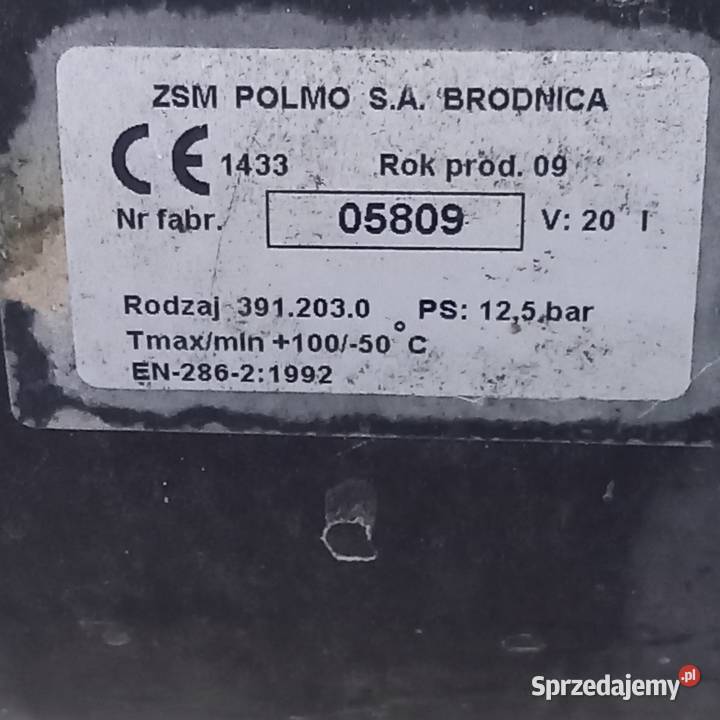 ZSM POLMO S.A. BRODNICA
CE 1433 Rok prod. 09
Nr fabr. 05809 V: 20 l
Rodzaj 391.203.0 PS: 12,5 bar
Tmax/min +100/-50 °C
EN-286-2:1992
Sprzedajemy.pl